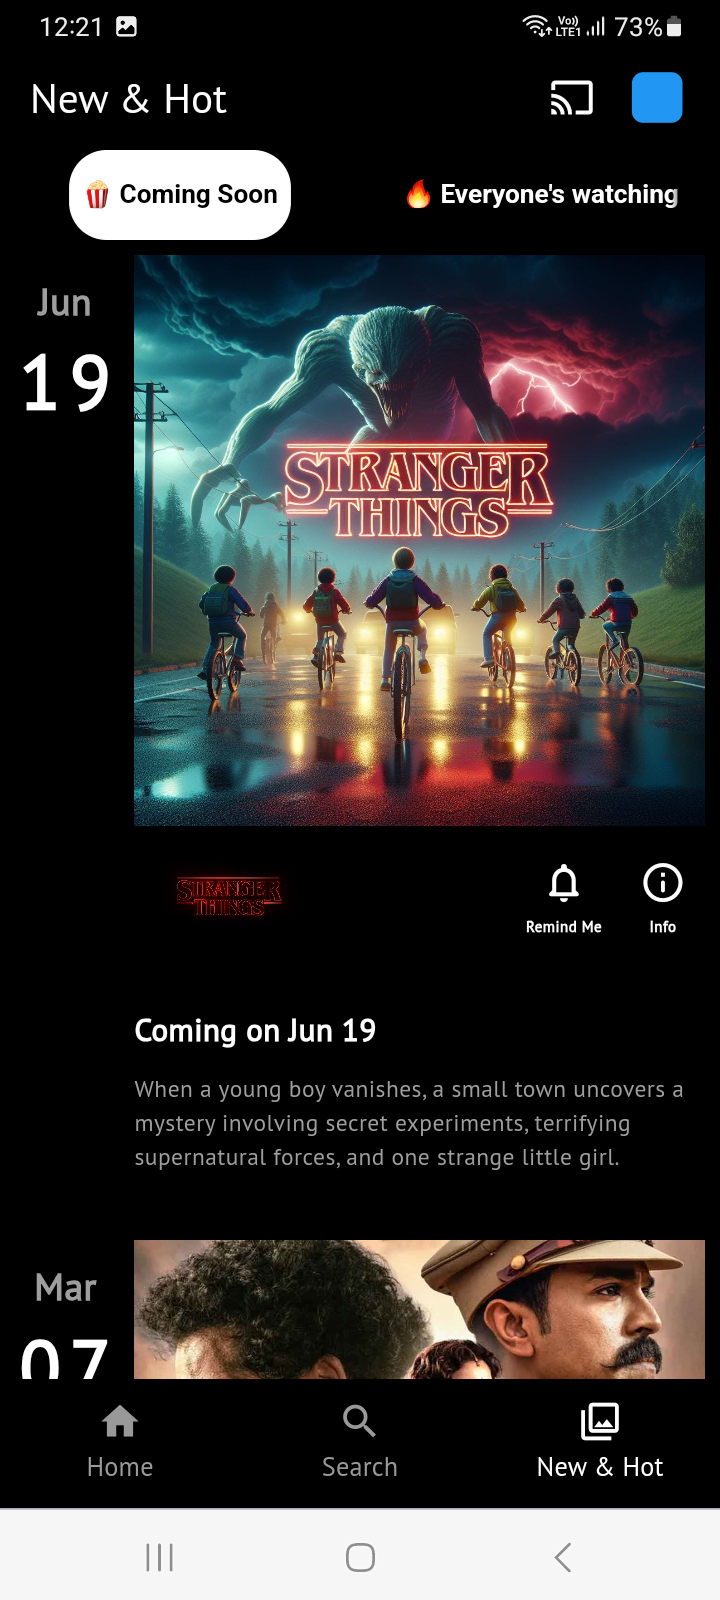 12:21
Vo)) LTE1 73%
New & Hot
🍿 Coming Soon
🔥 Everyone's watching
Jun
19
STRANGER
THINGS
STRANGER
THINGS
Remind Me
Info
Coming on Jun 19
When a young boy vanishes, a small town uncovers a
mystery involving secret experiments, terrifying
supernatural forces, and one strange little girl.
Mar
07
Home
Search
New & Hot